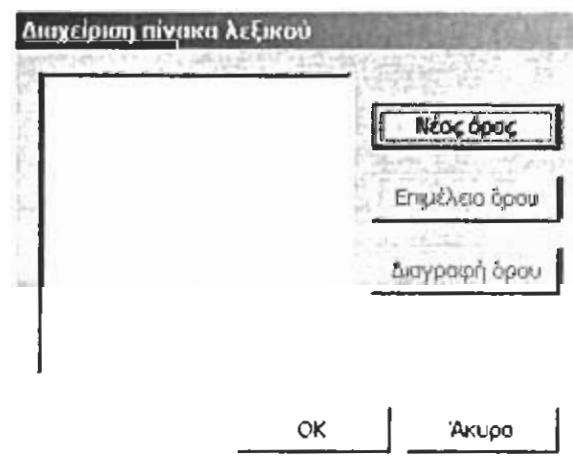 Διαχείριση πίνακα λεξικού
Νέος όρος
Επιμέλεια όρου
Διαγραφή όρου
OK
Άκυρο